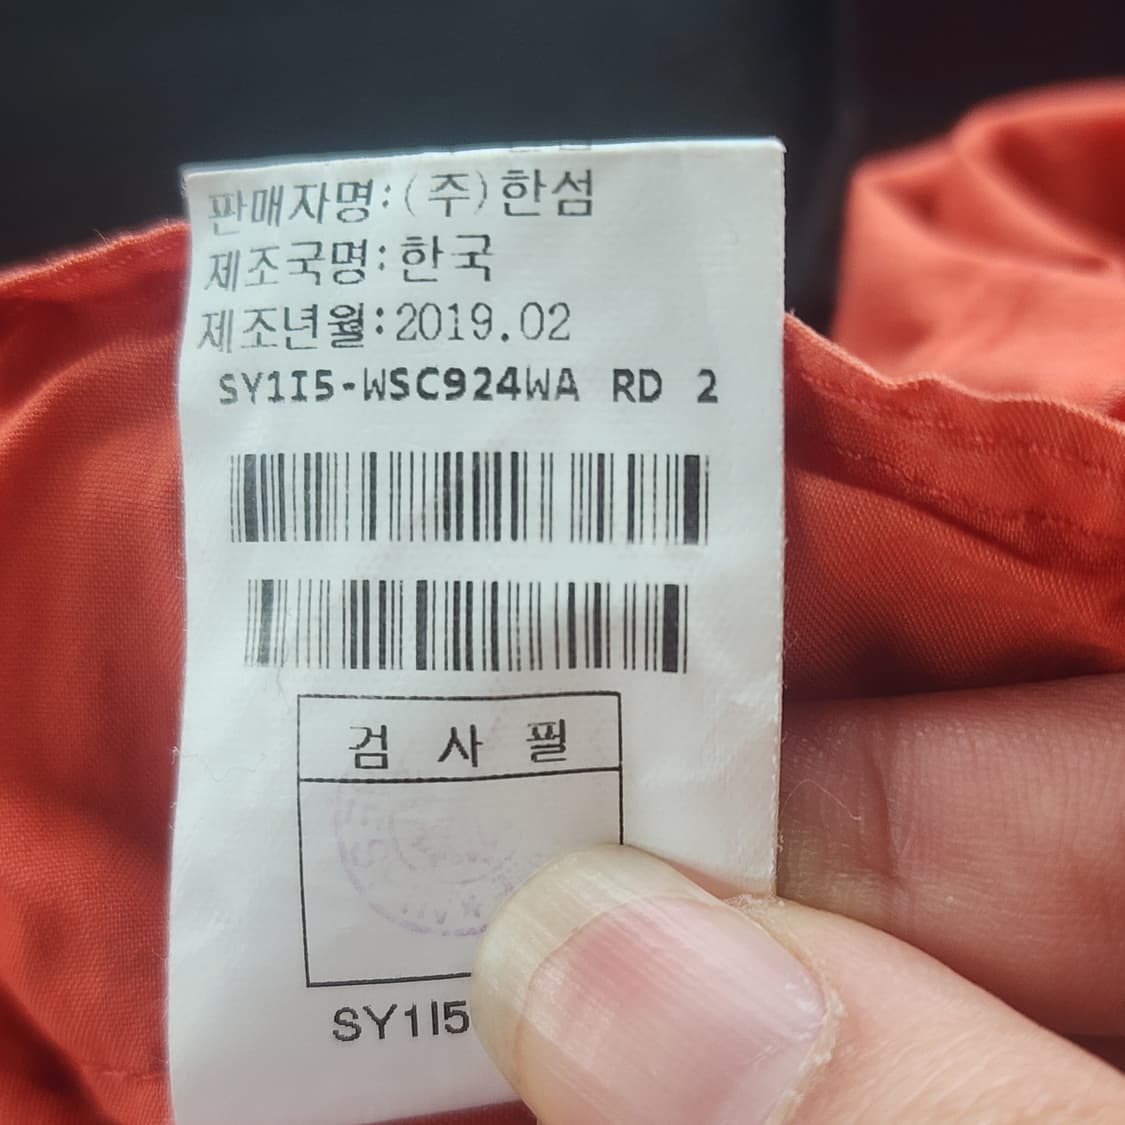 판매자명:(주)한섬
제조국명:한국
제조년월:2019.02
SY1I5-WSC924WA RD 2
검 사 필
SY1I5